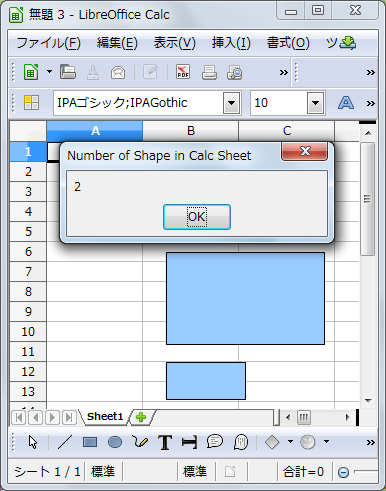 無題 3 - LibreOffice Calc
ファイル(F) 編集(E) 表示(V) 挿入(I) 書式(O) ツ
PDF
IPAゴシック;IPAGothic 10
A B C
1
Number of Shape in Calc Sheet
2
2
3
4
OK
5
6
7
8
9
10
11
12
13
Sheet1
シート 1 / 1 標準 標準 合計=0